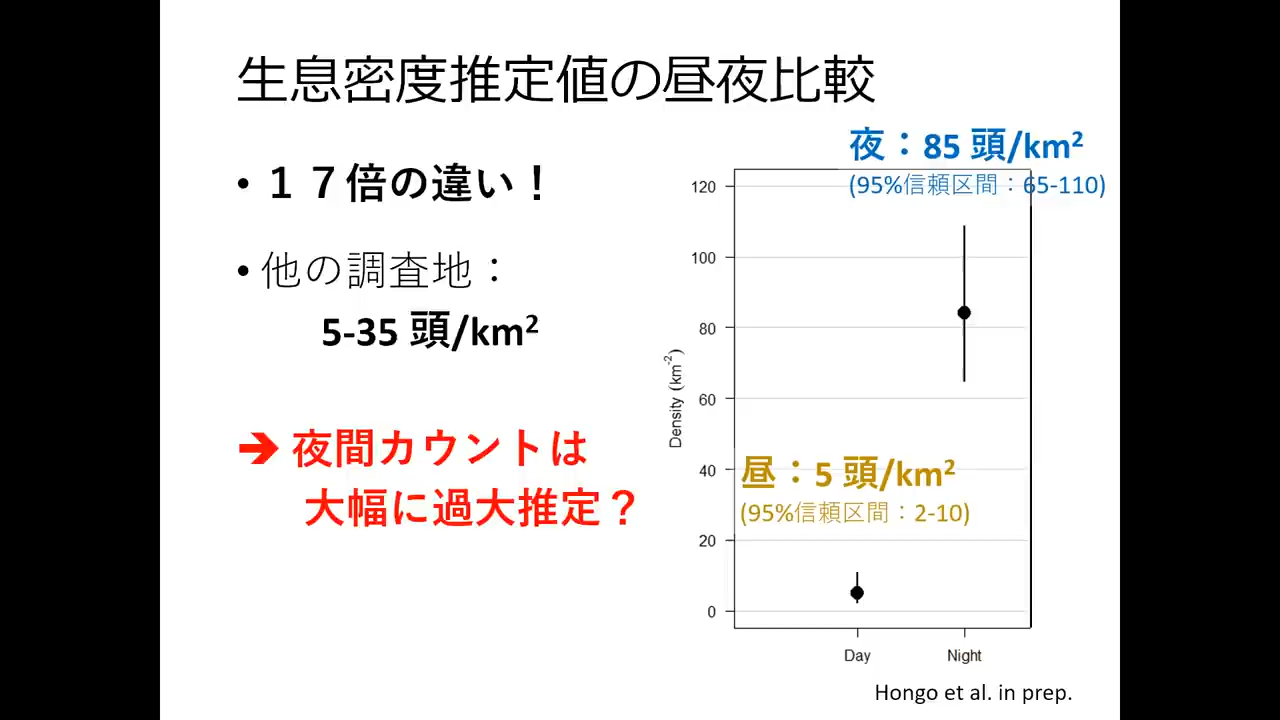 生息密度推定値の昼夜比較
• １７倍の違い！
• 他の調査地：
5-35 頭/km²
➔ 夜間カウントは
大幅に過大推定？
夜：85 頭/km²
(95%信頼区間：65-110)
昼：5 頭/km²
(95%信頼区間：2-10)
Density (km⁻²)
120
100
80
60
40
20
0
Day
Night
Hongo et al. in prep.